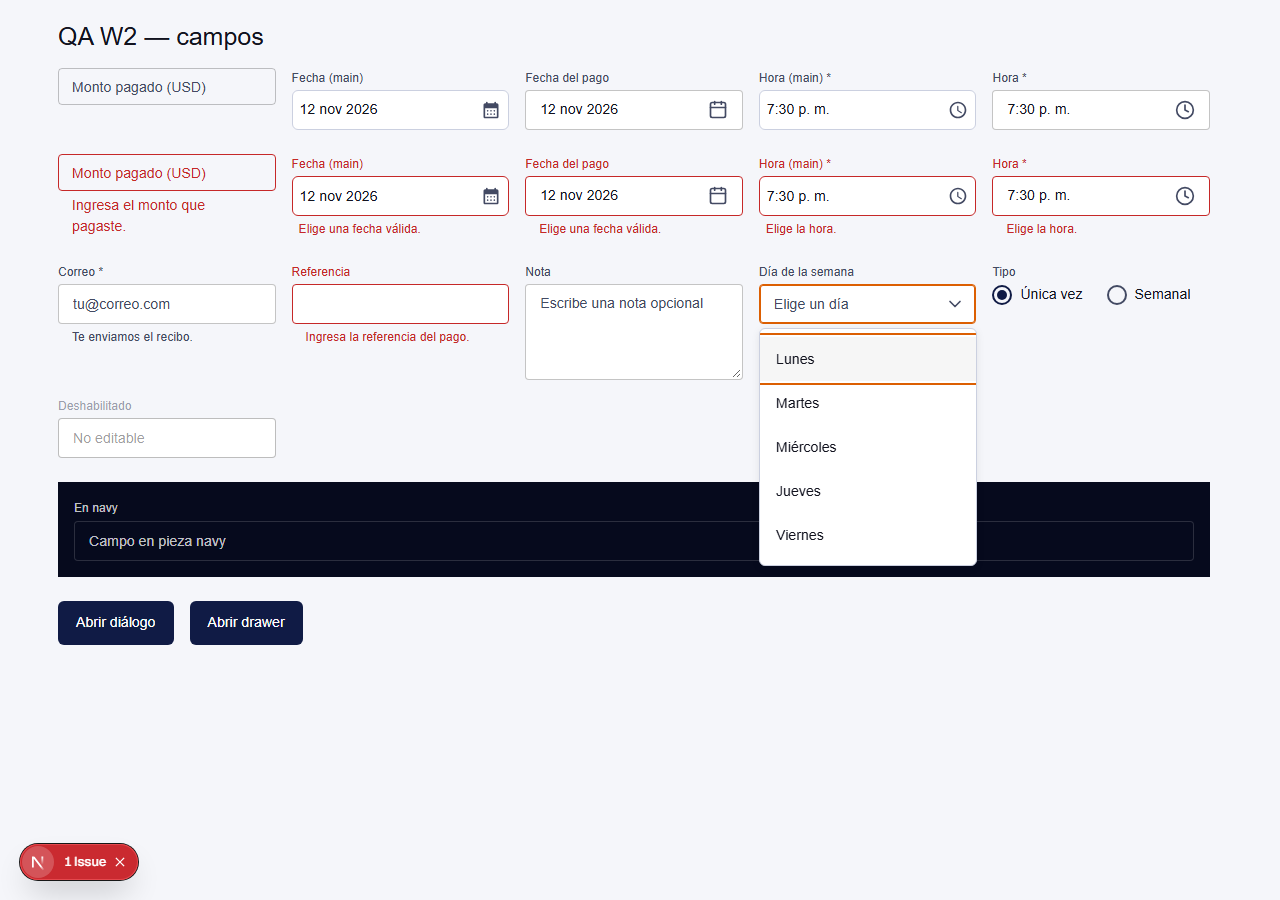 QA W2 — campos
Monto pagado (USD)
Fecha (main)
12 nov 2026
Fecha del pago
12 nov 2026
Hora (main) *
7:30 p. m.
Hora *
7:30 p. m.
Monto pagado (USD)
Ingresa el monto que
pagaste.
Fecha (main)
12 nov 2026
Elige una fecha válida.
Fecha del pago
12 nov 2026
Elige una fecha válida.
Hora (main) *
7:30 p. m.
Elige la hora.
Hora *
7:30 p. m.
Elige la hora.
Correo *
tu@correo.com
Te enviamos el recibo.
Referencia
Ingresa la referencia del pago.
Nota
Escribe una nota opcional
Día de la semana
Elige un día
Lunes
Martes
Miércoles
Jueves
Viernes
Tipo
Única vez
Semanal
Deshabilitado
No editable
En navy
Campo en pieza navy
Abrir diálogo
Abrir drawer
N
1 Issue